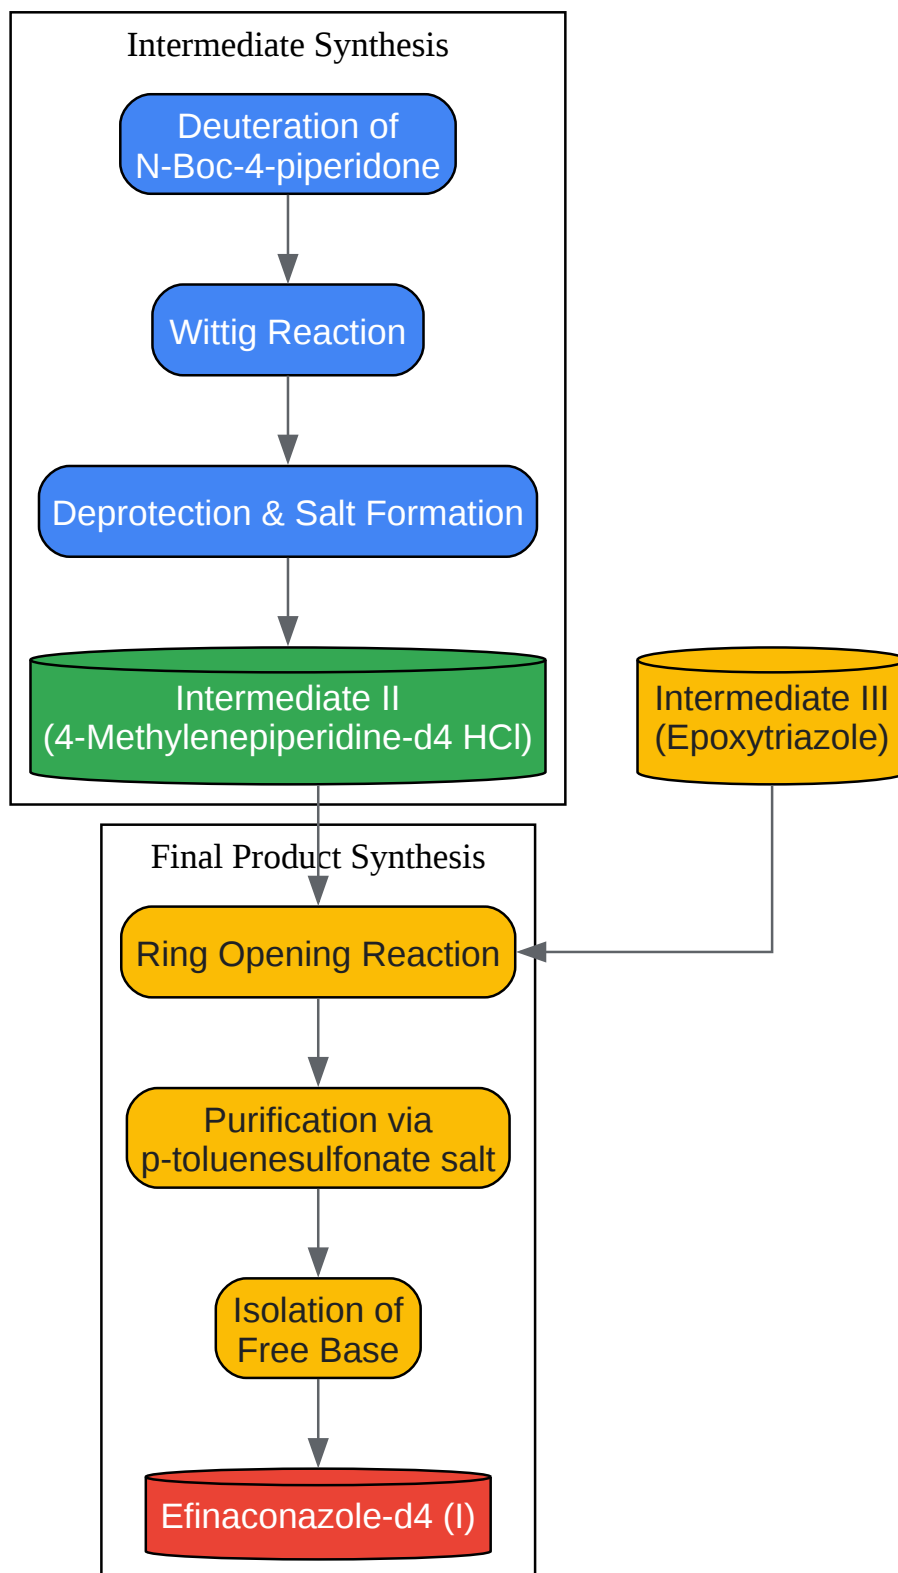 Intermediate Synthesis
Deuteration of
N-Boc-4-piperidone
Wittig Reaction
Deprotection & Salt Formation
Intermediate II
(4-Methylenepiperidine-d4 HCl)
Intermediate III
(Epoxytriazole)
Final Product Synthesis
Ring Opening Reaction
Purification via
p-toluenesulfonate salt
Isolation of
Free Base
Efinaconazole-d4 (I)